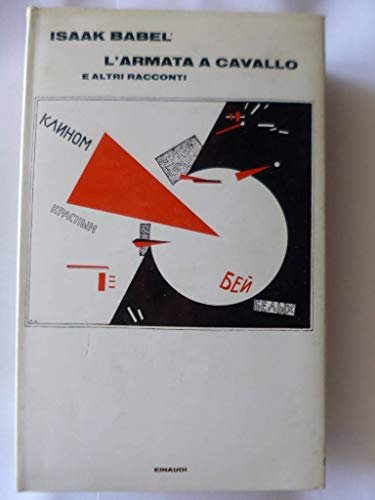 ISAAK BABEL'
L'ARMATA A CAVALLO
E ALTRI RACCONTI
КЛИНОМ
КРАСНЫМ
БЕЙ
БЕЛЫХ
EINAUDI